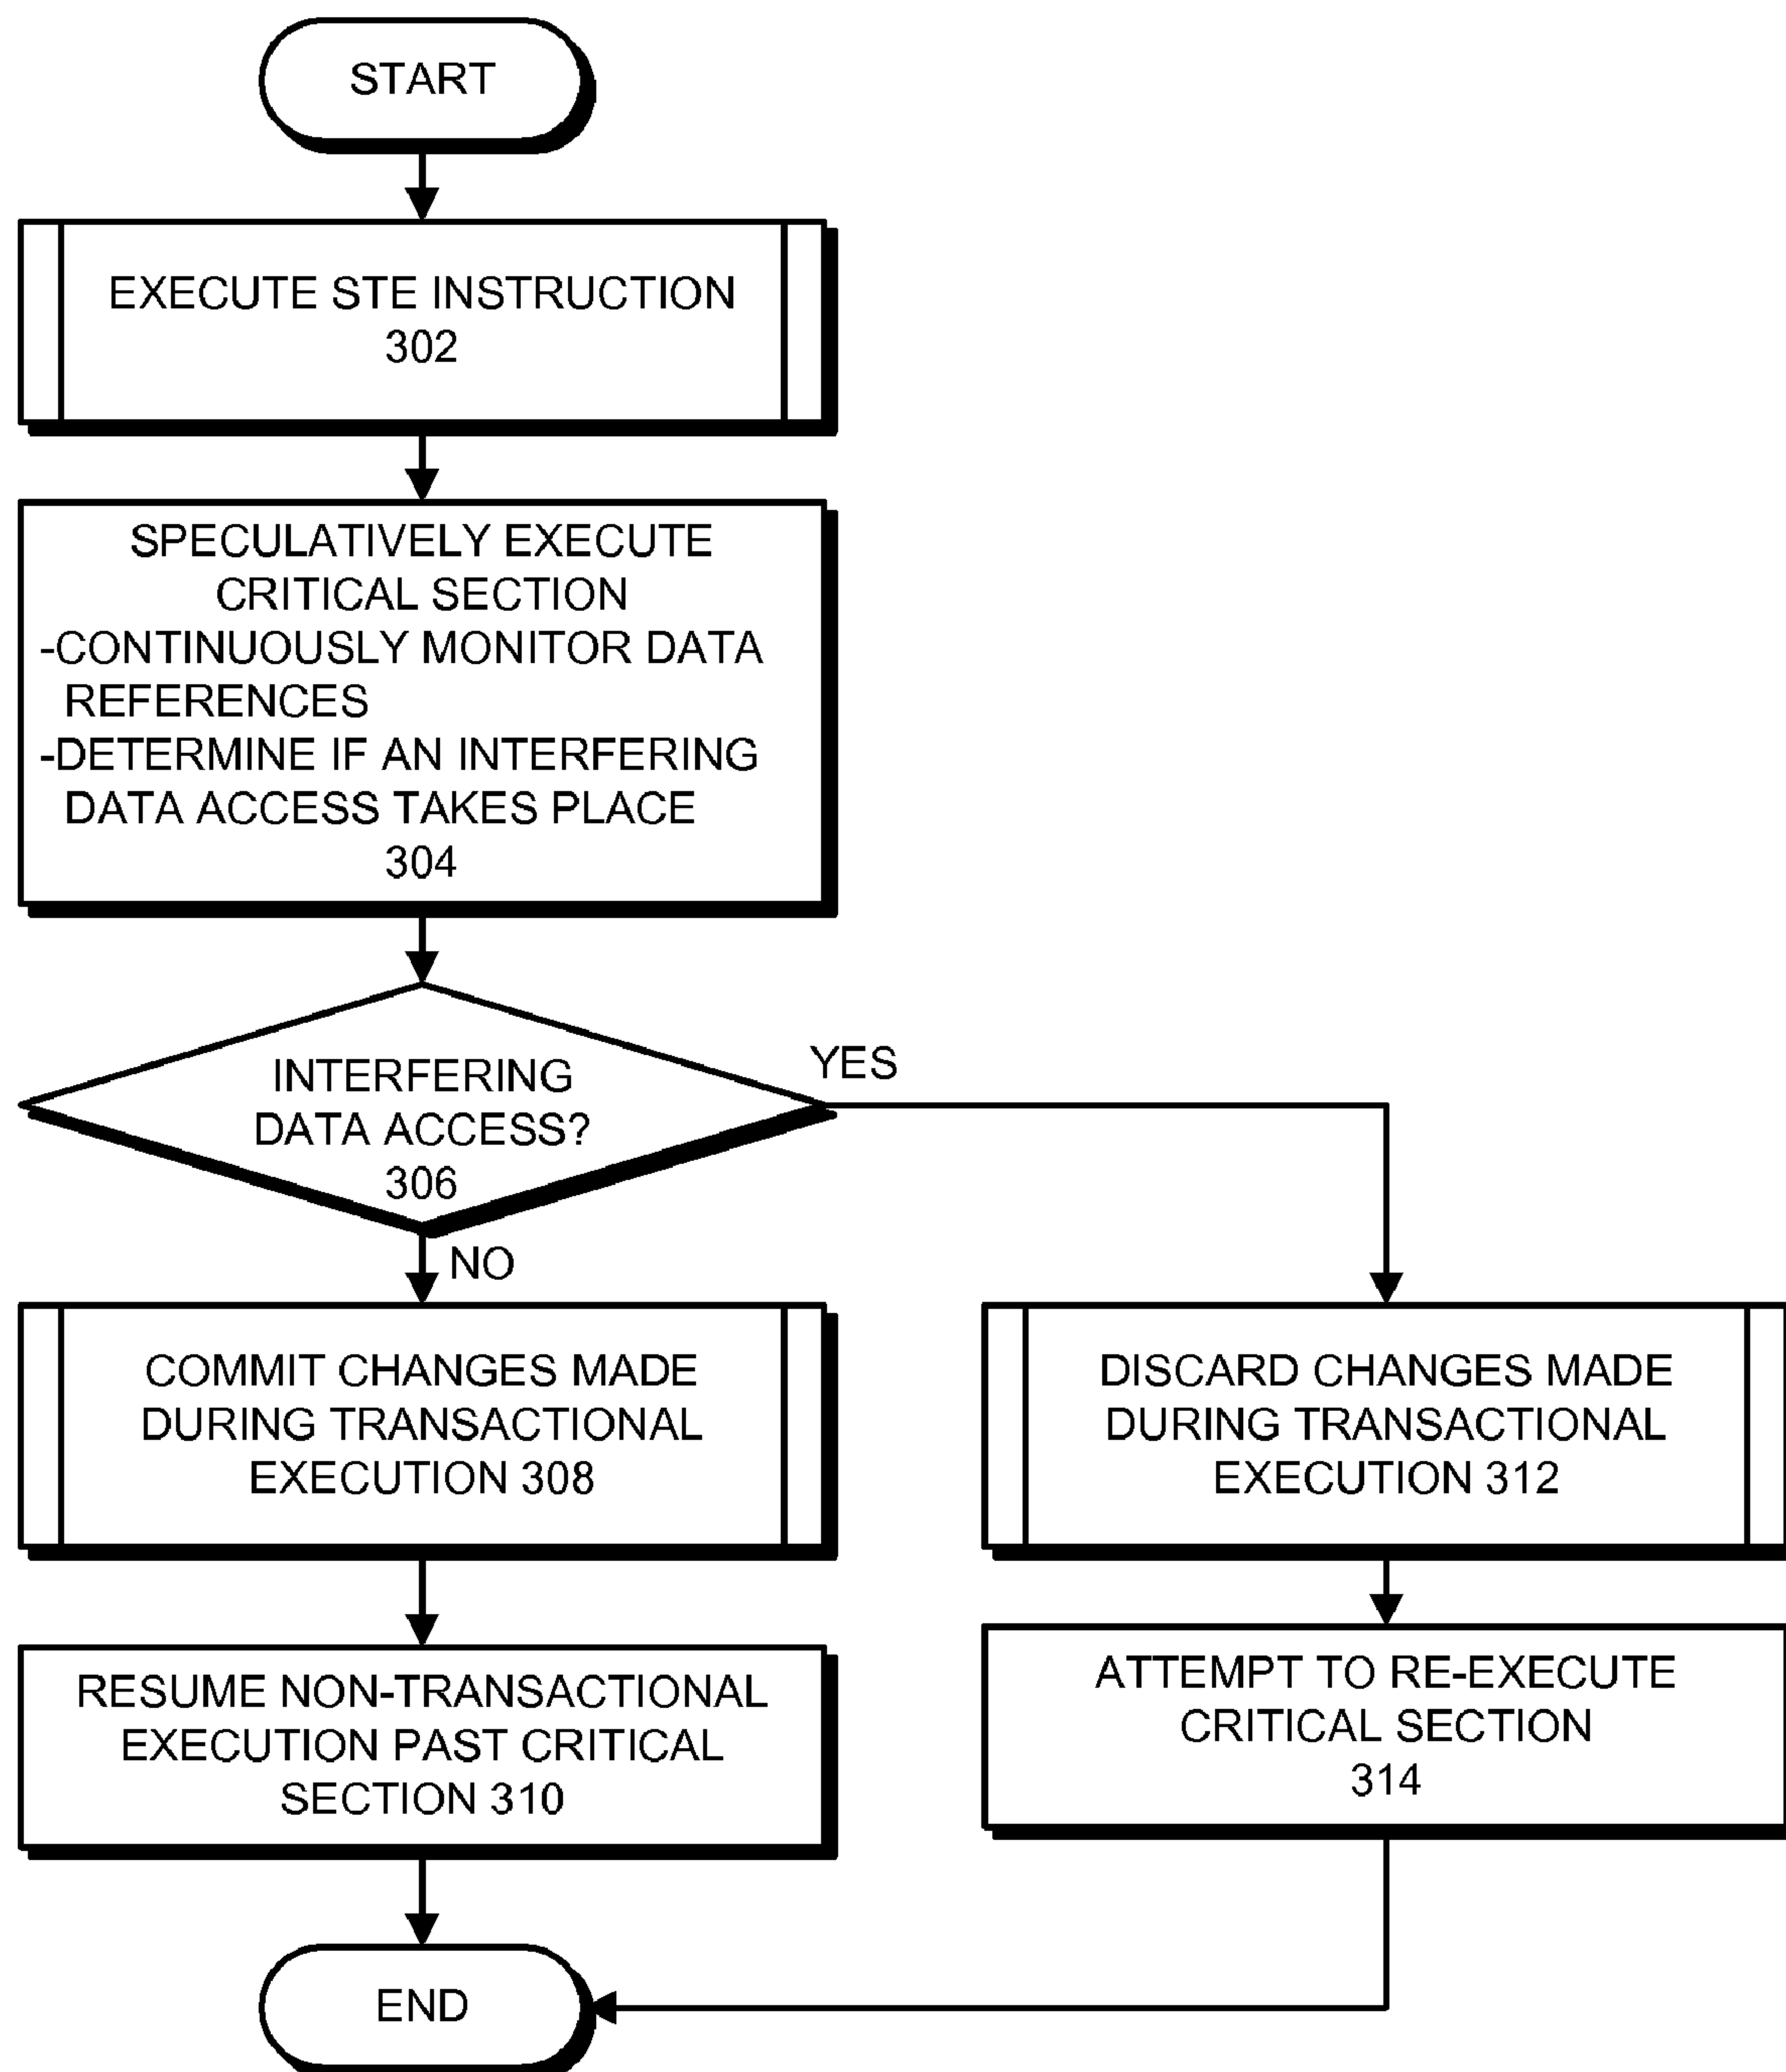 START
EXECUTE STE INSTRUCTION
302
SPECULATIVELY EXECUTE
CRITICAL SECTION
-CONTINUOUSLY MONITOR DATA
REFERENCES
-DETERMINE IF AN INTERFERING
DATA ACCESS TAKES PLACE
304
INTERFERING
DATA ACCESS?
306
YES
NO
COMMIT CHANGES MADE
DURING TRANSACTIONAL
EXECUTION 308
DISCARD CHANGES MADE
DURING TRANSACTIONAL
EXECUTION 312
RESUME NON-TRANSACTIONAL
EXECUTION PAST CRITICAL
SECTION 310
ATTEMPT TO RE-EXECUTE
CRITICAL SECTION
314
END